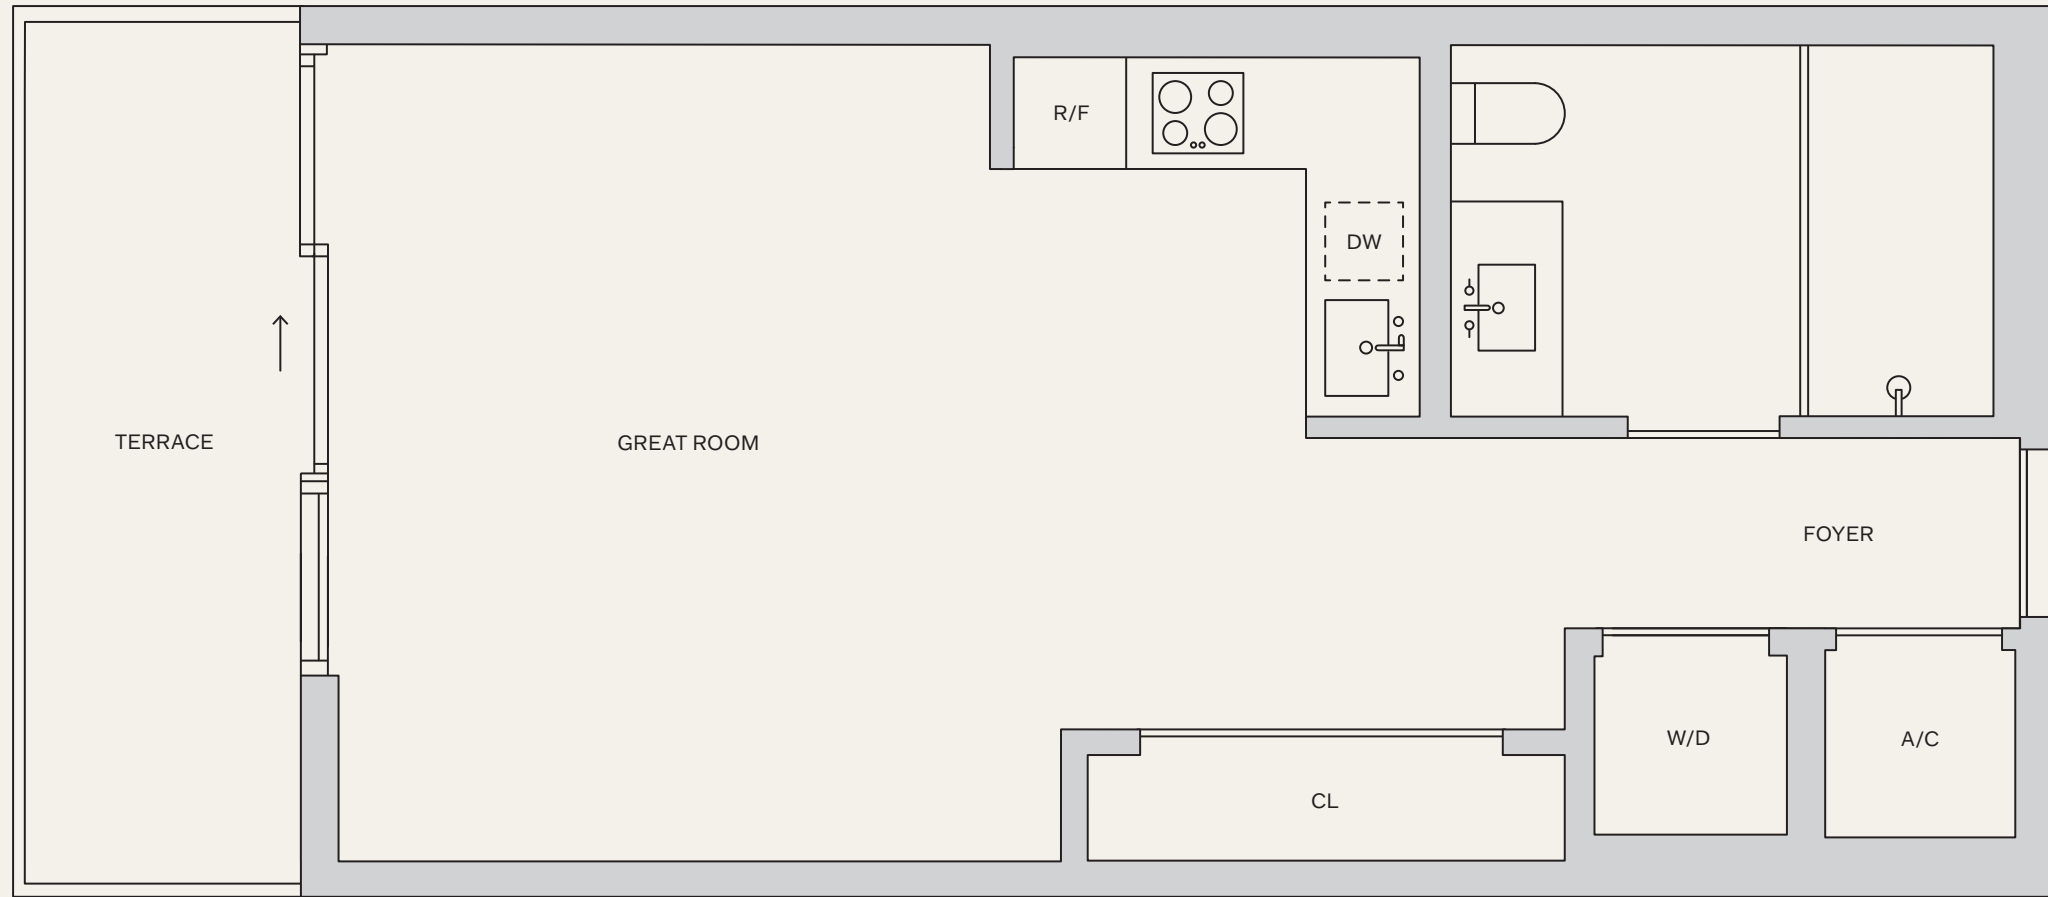 R/F
DW
TERRACE
GREAT ROOM
FOYER
W/D
A/C
CL